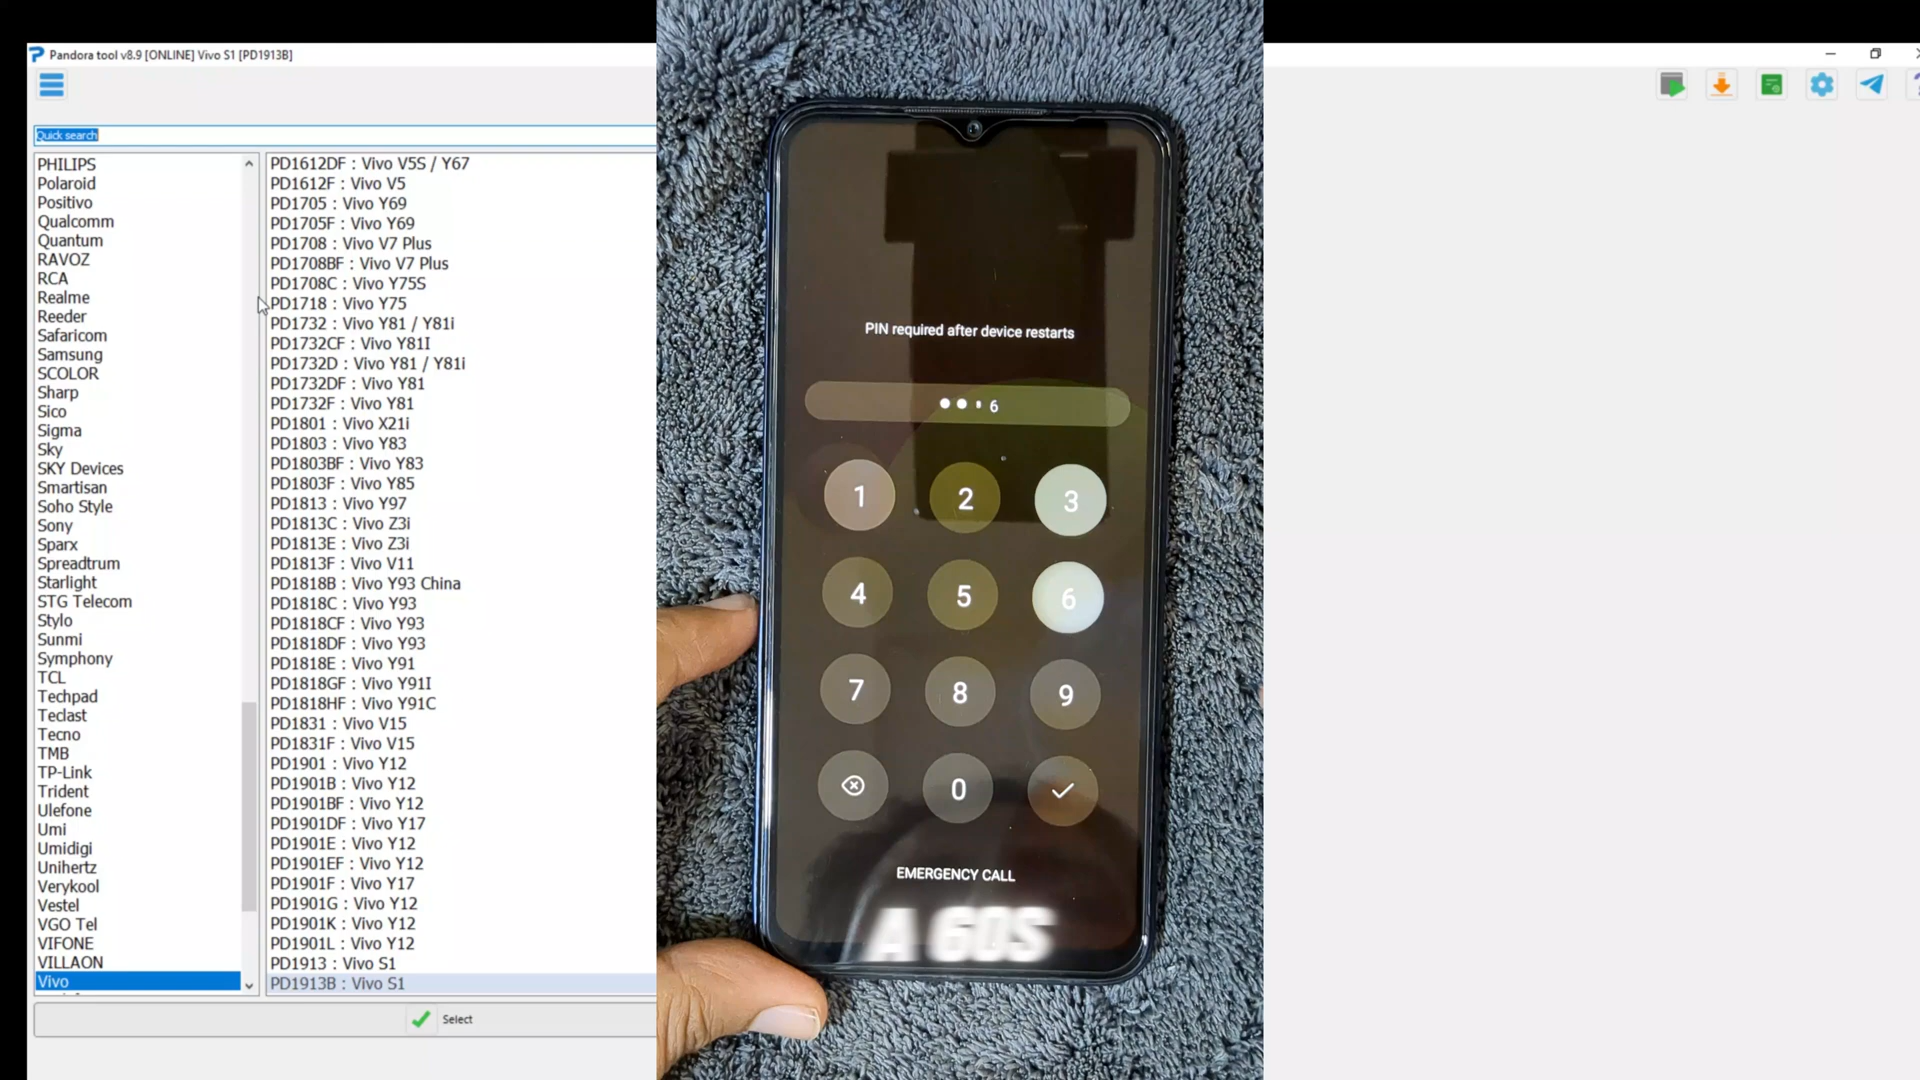 Pandora tool v8.9 [ONLINE] Vivo S1 [PD1913B]
Quick search
PHILIPS
Polaroid
Positivo
Qualcomm
Quantum
RAVOZ
RCA
Realme
Reeder
Safaricom
Samsung
SCOLOR
Sharp
Sico
Sigma
Sky
SKY Devices
Smartisan
Soho Style
Sony
Sparx
Spreadtrum
Starlight
STG Telecom
Stylo
Sunmi
Symphony
TCL
Techpad
Teclast
Tecno
TMB
TP-Link
Trident
Ulefone
Umi
Umidigi
Unihertz
Verykool
Vestel
VGO Tel
VIFONE
VILLAON
Vivo
PD1612DF : Vivo V5S / Y67
PD1612F : Vivo V5
PD1705 : Vivo Y69
PD1705F : Vivo Y69
PD1708 : Vivo V7 Plus
PD1708BF : Vivo V7 Plus
PD1708C : Vivo Y75S
PD1718 : Vivo Y75
PD1732 : Vivo Y81 / Y81i
PD1732CF : Vivo Y81I
PD1732D : Vivo Y81 / Y81i
PD1732DF : Vivo Y81
PD1732F : Vivo Y81
PD1801 : Vivo X21i
PD1803 : Vivo Y83
PD1803BF : Vivo Y83
PD1803F : Vivo Y85
PD1813 : Vivo Y97
PD1813C : Vivo Z3i
PD1813E : Vivo Z3i
PD1813F : Vivo V11
PD1818B : Vivo Y93 China
PD1818C : Vivo Y93
PD1818CF : Vivo Y93
PD1818DF : Vivo Y93
PD1818E : Vivo Y91
PD1818GF : Vivo Y91I
PD1818HF : Vivo Y91C
PD1831 : Vivo V15
PD1831F : Vivo V15
PD1901 : Vivo Y12
PD1901B : Vivo Y12
PD1901BF : Vivo Y12
PD1901DF : Vivo Y17
PD1901E : Vivo Y12
PD1901EF : Vivo Y12
PD1901F : Vivo Y17
PD1901G : Vivo Y12
PD1901K : Vivo Y12
PD1901L : Vivo Y12
PD1913 : Vivo S1
PD1913B : Vivo S1
Select
PIN required after device restarts
6
1 2 3
4 5 6
7 8 9
0
EMERGENCY CALL
A 60S